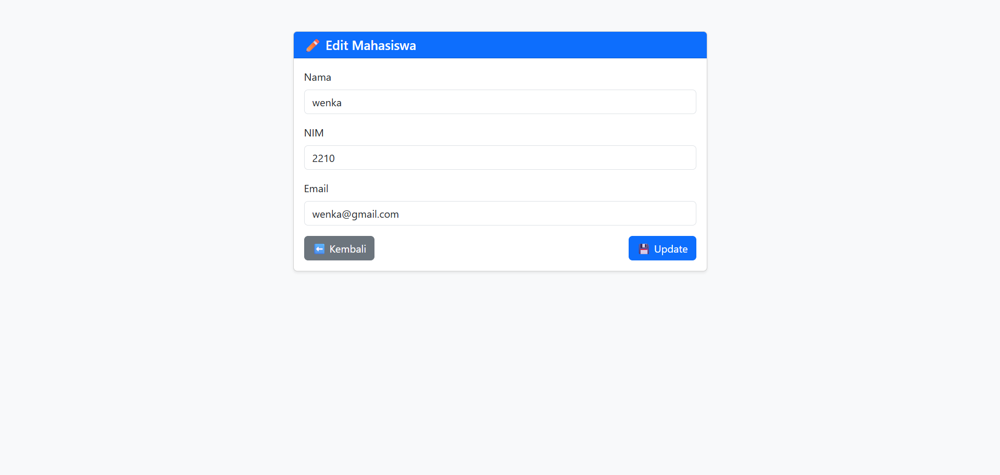 Edit Mahasiswa
Nama
wenka
NIM
2210
Email
wenka@gmail.com
Kembali
Update